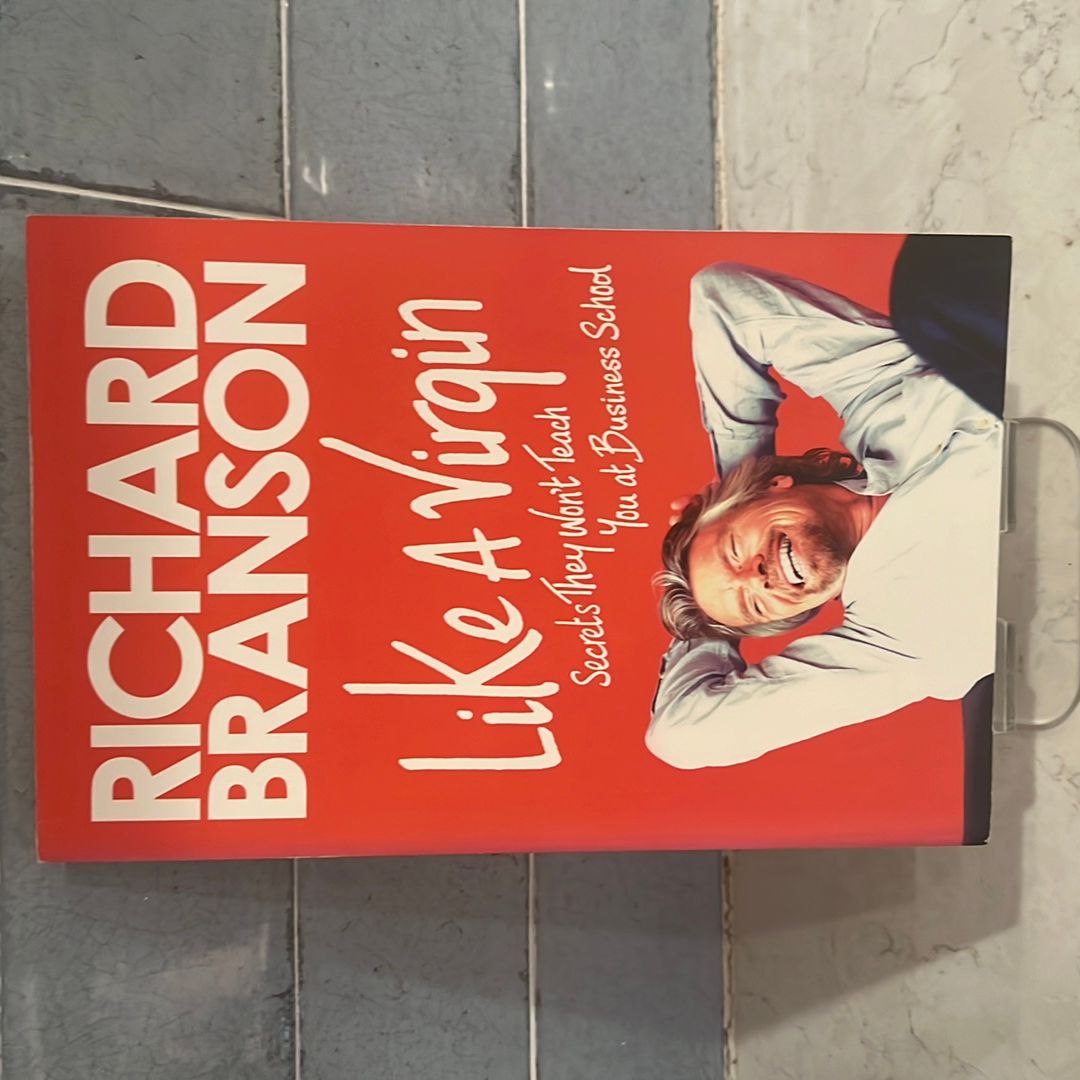 RICHARD
BRANSON
Like A Virgin
Secrets They Won't Teach
You at Business School